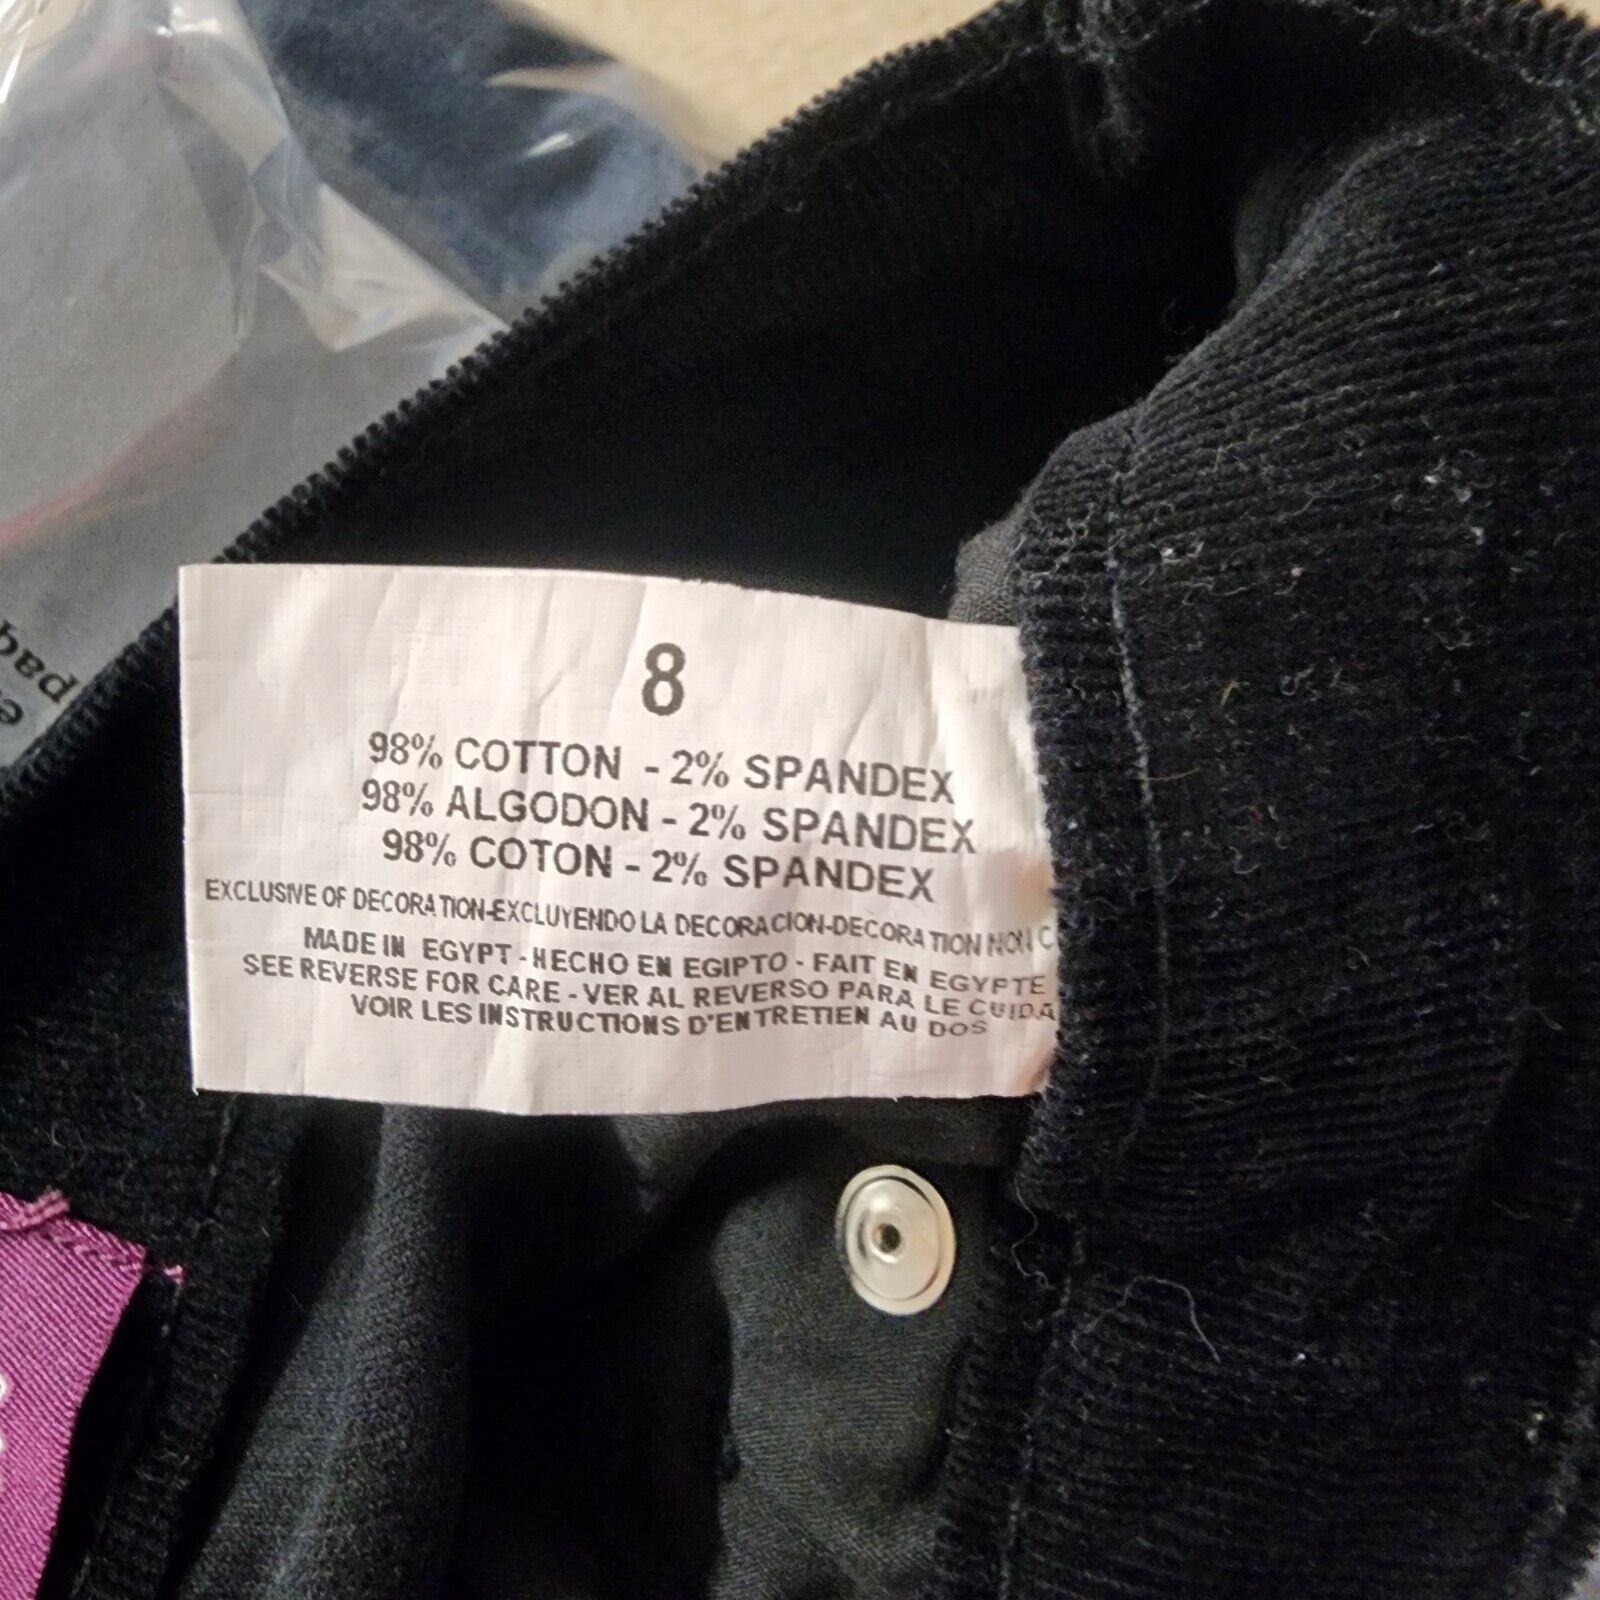 8
98% COTTON - 2% SPANDEX
98% ALGODON - 2% SPANDEX
98% COTON - 2% SPANDEX
EXCLUSIVE OF DECORATION-EXCLUYENDO LA DECORACION-DECORATION NON C
MADE IN EGYPT - HECHO EN EGIPTO - FAIT EN EGYPTE
SEE REVERSE FOR CARE - VER AL REVERSO PARA LE CUIDA
VOIR LES INSTRUCTIONS D'ENTRETIEN AU DOS